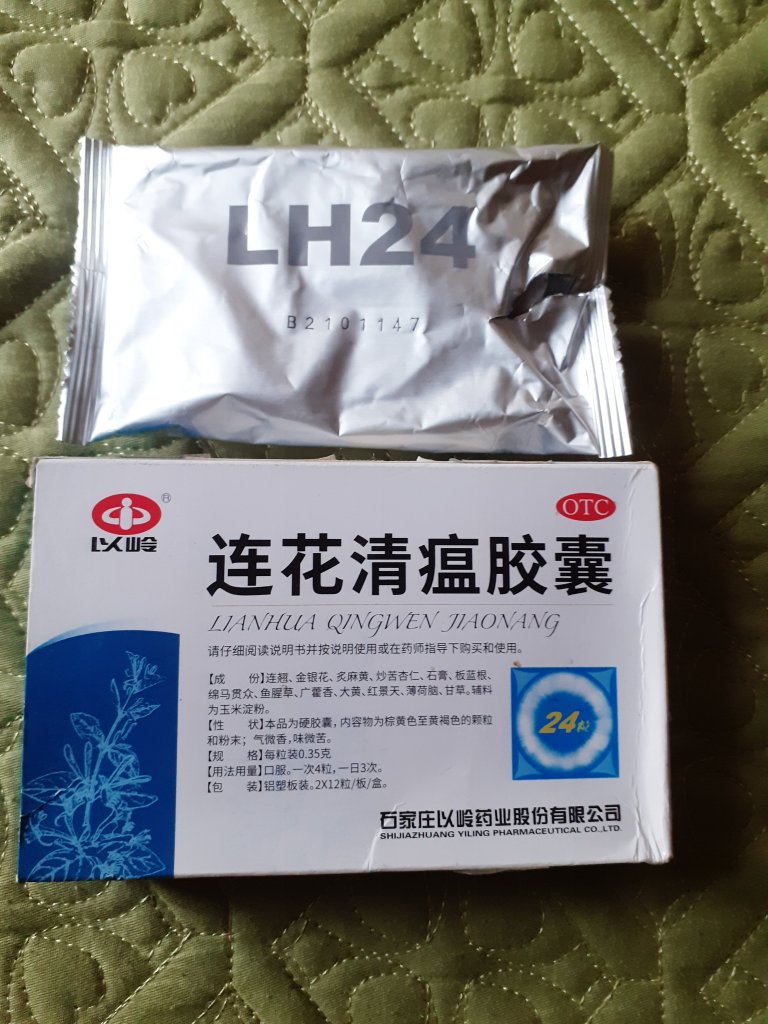 LH24
B2101147
®
以岭
OTC
连花清瘟胶囊
LIANHUA QINGWEN JIAONANG
请仔细阅读说明书并按说明使用或在药师指导下购买和使用。
【成　份】连翘、金银花、炙麻黄、炒苦杏仁、石膏、板蓝根、
绵马贯众、鱼腥草、广藿香、大黄、红景天、薄荷脑、甘草。辅料
为玉米淀粉。
【性　状】本品为硬胶囊，内容物为棕黄色至黄褐色的颗粒
和粉末；气微香，味微苦。
【规　格】每粒装0.35克
【用法用量】口服。一次4粒，一日3次。
【包　装】铝塑板装。2X12粒/板/盒。
24粒
石家庄以岭药业股份有限公司
SHIJIAZHUANG YILING PHARMACEUTICAL CO.,LTD.